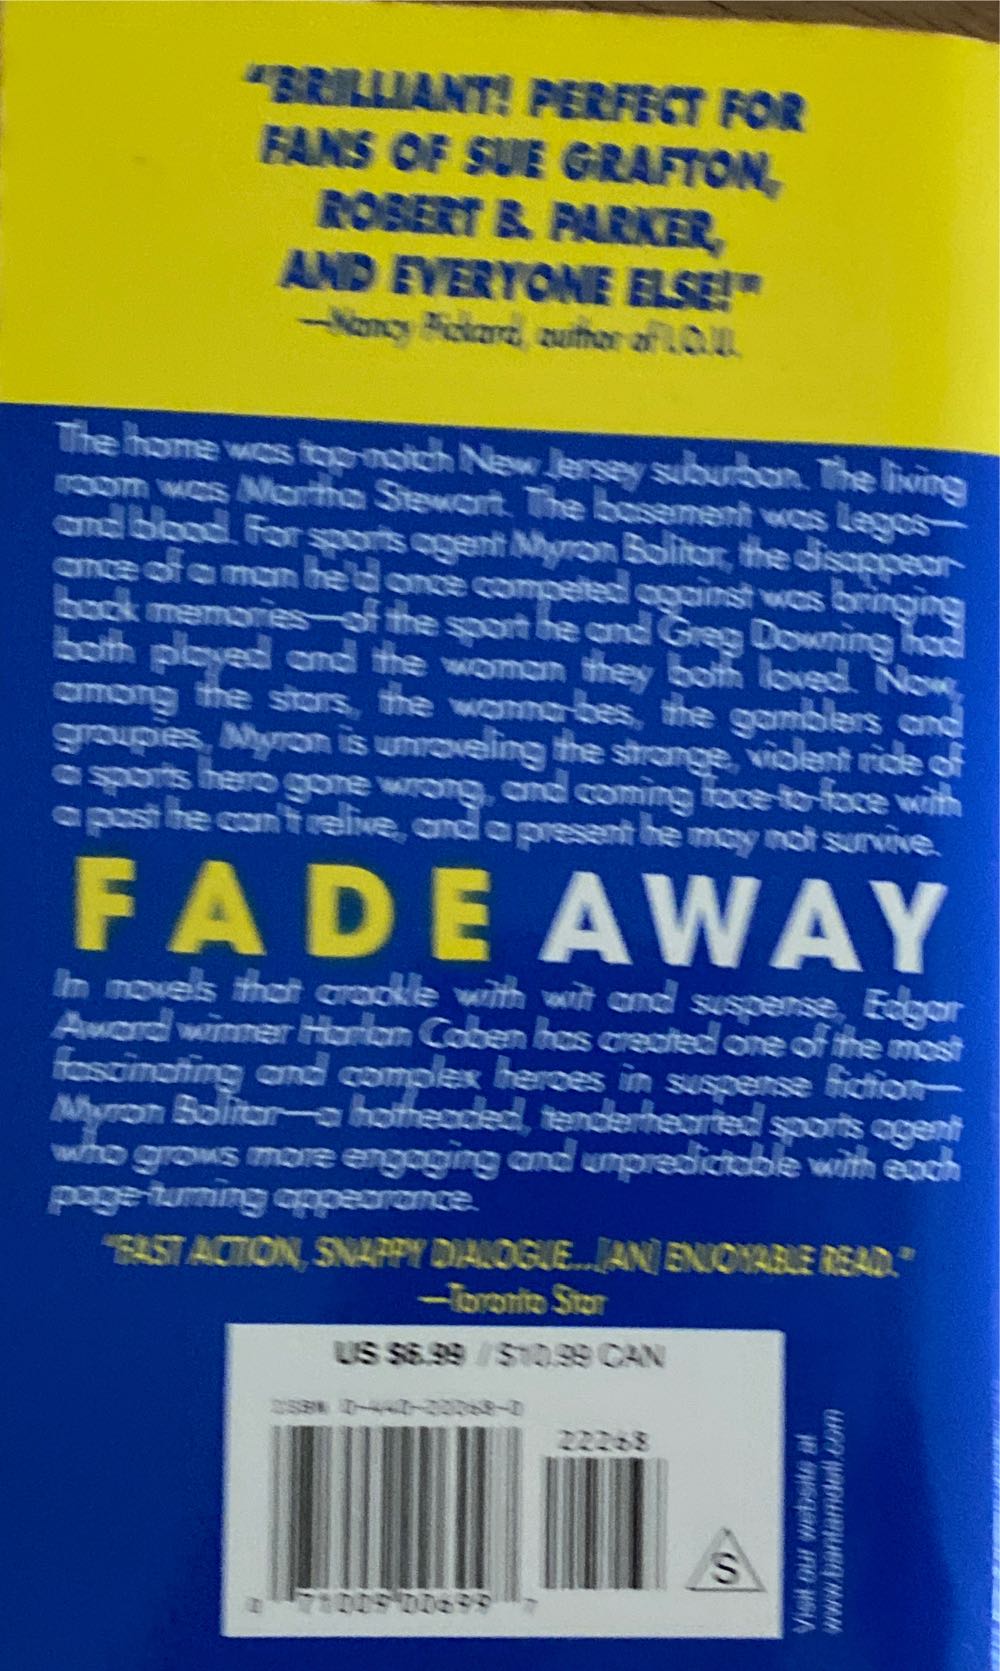 "BRILLIANT! PERFECT FOR
FANS OF SUE GRAFTON,
ROBERT B. PARKER,
AND EVERYONE ELSE!"
—Nancy Pickard, author of I.O.U.
The home was top-notch New Jersey suburban. The living
room was Martha Stewart. The basement was Legos—
and blood. For sports agent Myron Bolitar, the disappear-
ance of a man he'd once competed against was bringing
back memories—of the sport he and Greg Downing had
both played and the woman they both loved. Now,
among the stars, the wanna-bes, the gamblers and
groupies, Myron is unraveling the strange, violent ride of
a sports hero gone wrong, and coming face-to-face with
a past he can't relive, and a present he may not survive.
FADE AWAY
In novels that crackle with wit and suspense, Edgar
Award winner Harlan Coben has created one of the most
fascinating and complex heroes in suspense fiction—
Myron Bolitar—a hotheaded, tenderhearted sports agent
who grows more engaging and unpredictable with each
page-turning appearance.
"FAST ACTION, SNAPPY DIALOGUE...[AN] ENJOYABLE READ."
—Toronto Star
US $6.99 / $10.99 CAN
ISBN 0-440-22268-0
22268
0 71009 00699 7
S
Visit our website at
www.bantamdell.com